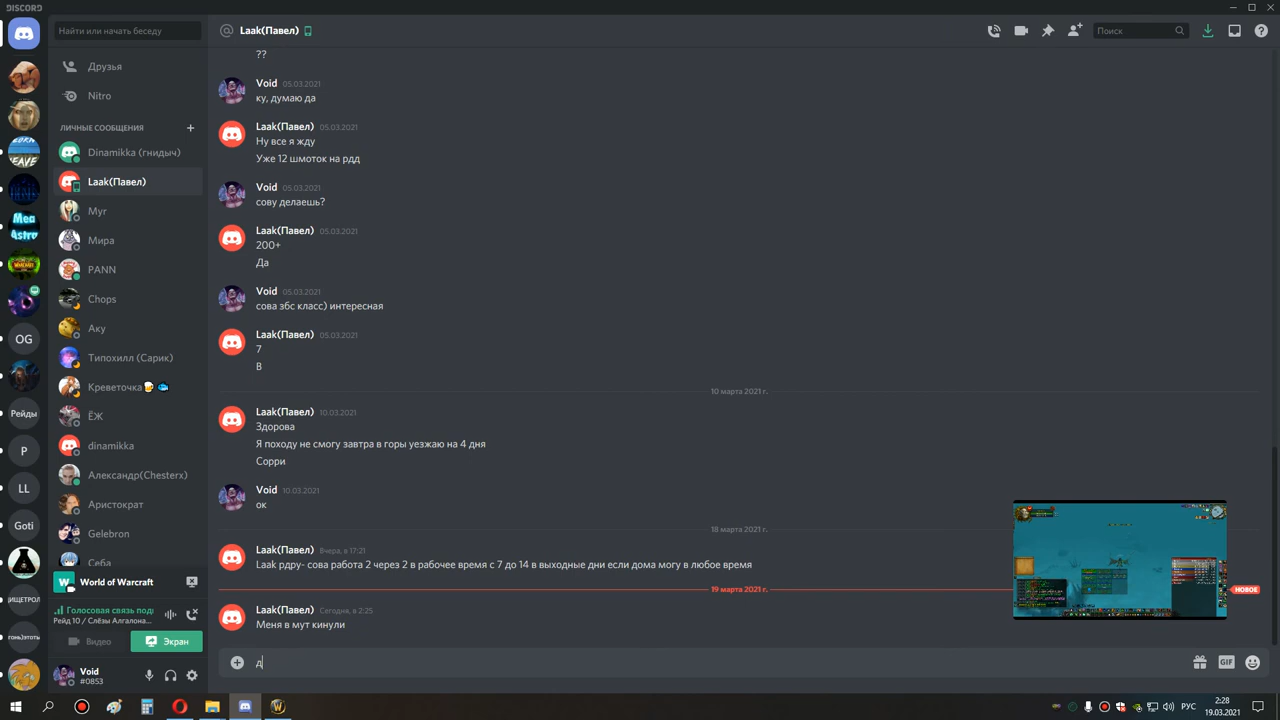 DISCORD
Найти или начать беседу
@ Laak(Павел)
Поиск
Друзья
Nitro
ЛИЧНЫЕ СООБЩЕНИЯ
Dinamikka (гнидыч)
Laak(Павел)
Myr
Мира
PANN
Chops
Аку
Типохилл (Сарик)
Креветочка🍺 🐟
ЁЖ
dinamikka
Александр(Chesterx)
Аристократ
Gelebron
Себа
World of Warcraft
Голосовая связь под
Рейд 10 / Слёзы Алгалона...
Видео
Экран
Void
#0853
Mea
Astro
OG
Рейды
P
LL
Goti
??
Void 05.03.2021
ку, думаю да
Laak(Павел) 05.03.2021
Ну все я жду
Уже 12 шмоток на рдд
Void 05.03.2021
сову делаешь?
Laak(Павел) 05.03.2021
200+
Да
Void 05.03.2021
сова збс класс) интересная
Laak(Павел) 05.03.2021
7
В
10 марта 2021 г.
Laak(Павел) 10.03.2021
Здорова
Я походу не смогу завтра в горы уезжаю на 4 дня
Сорри
Void 10.03.2021
ок
18 марта 2021 г.
Laak(Павел) Вчера, в 17:21
Laak рдру- сова работа 2 через 2 в рабочее время с 7 до 14 в выходные дни если дома могу в любое время
19 марта 2021 г.
НОВОЕ
Laak(Павел) Сегодня, в 2:25
Меня в мут кинули
д
GIF
РУС
2:28
19.03.2021